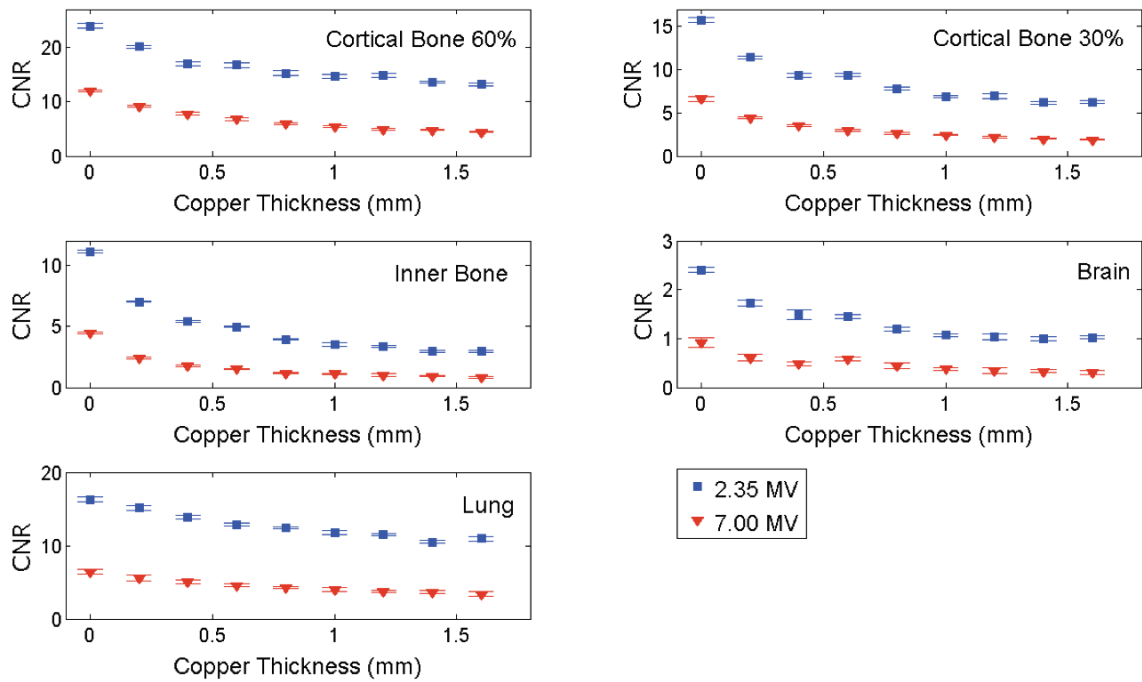 Cortical Bone 60%
CNR
20
10
0
0 0.5 1 1.5
Copper Thickness (mm)
Cortical Bone 30%
CNR
15
10
5
0
0 0.5 1 1.5
Copper Thickness (mm)
Inner Bone
CNR
10
5
0
0 0.5 1 1.5
Copper Thickness (mm)
Brain
CNR
3
2
1
0
0 0.5 1 1.5
Copper Thickness (mm)
Lung
CNR
20
10
0
0 0.5 1 1.5
Copper Thickness (mm)
2.35 MV
7.00 MV